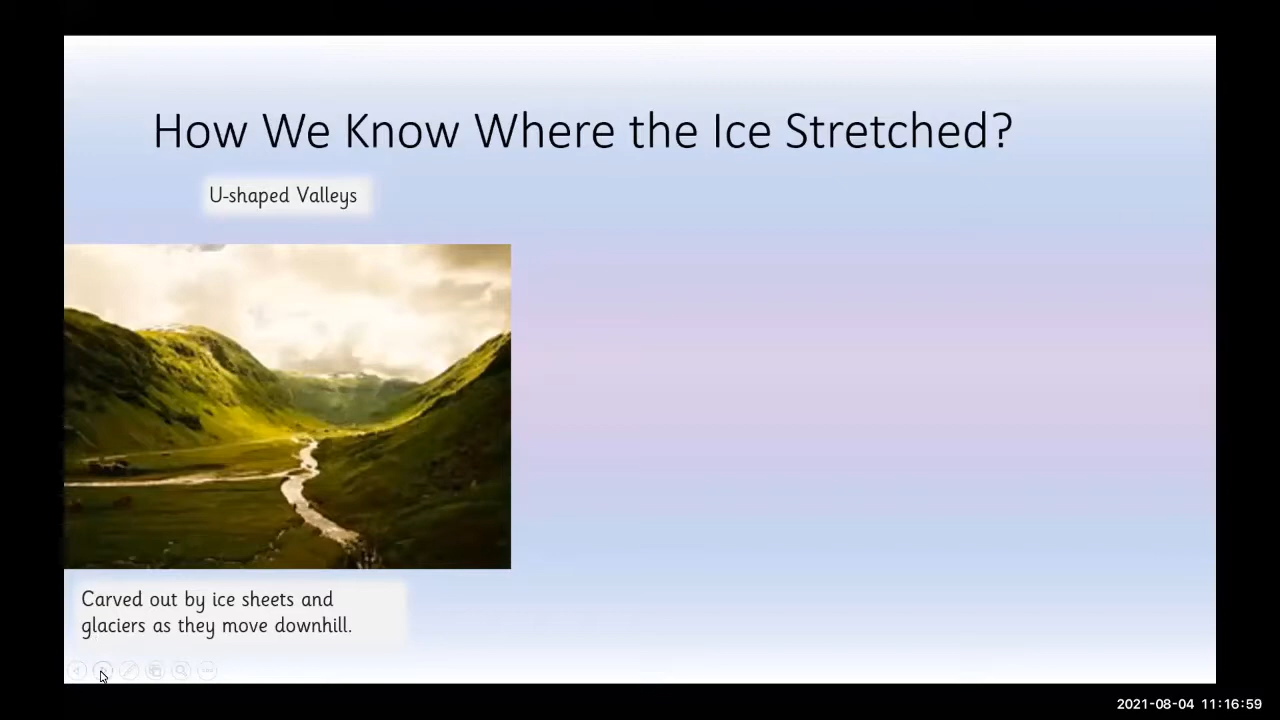 How We Know Where the Ice Stretched?
U-shaped Valleys
Carved out by ice sheets and
glaciers as they move downhill.
2021-08-04 11:16:59